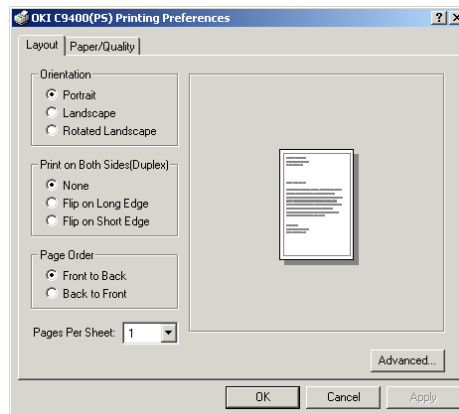 OKI C9400(PS) Printing Preferences
Layout
Paper/Quality
Orientation
Portrait
Landscape
Rotated Landscape
Print on Both Sides(Duplex)
None
Flip on Long Edge
Flip on Short Edge
Page Order
Front to Back
Back to Front
Pages Per Sheet: 1
Advanced...
OK
Cancel
Apply